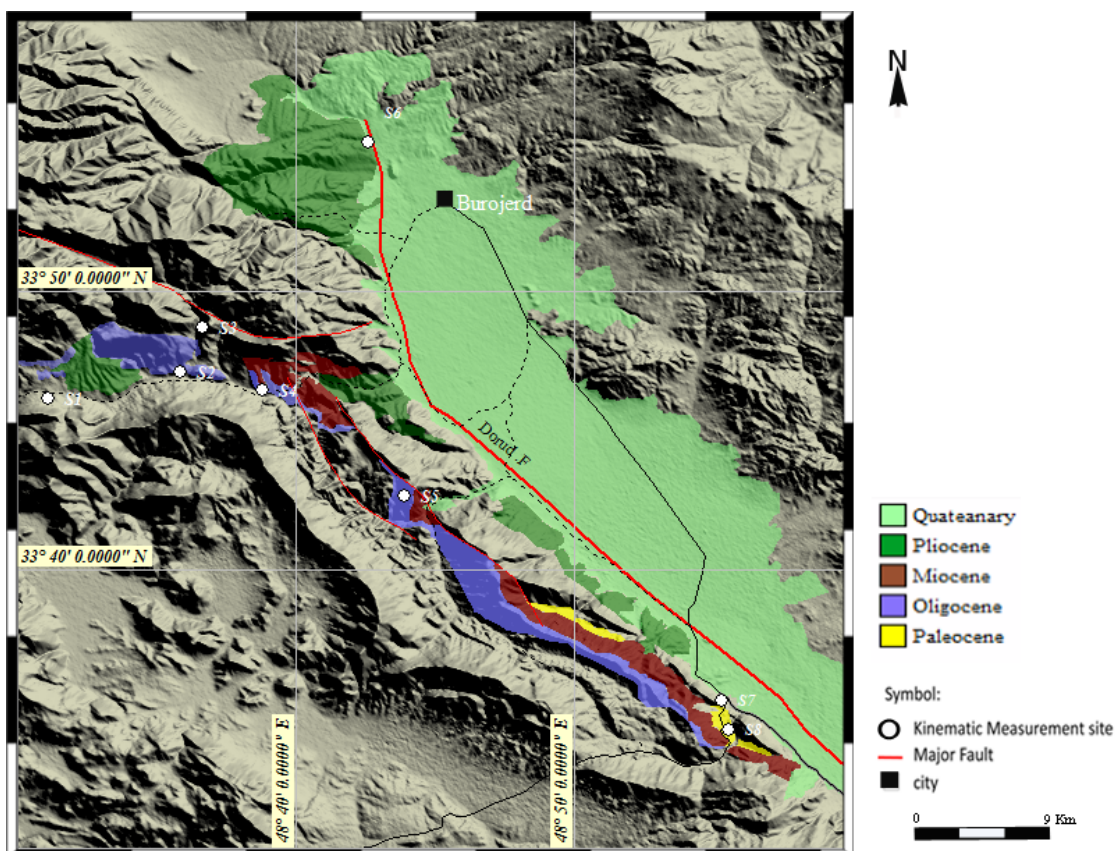 N
S6
Burojerd
33° 50' 0.0000" N
S3
S2
S1
S4
Dorud F
S5
33° 40' 0.0000" N
S7
S8
48° 40' 0.0000" E
48° 50' 0.0000" E
Quateanary
Pliocene
Miocene
Oligocene
Paleocene
Symbol:
Kinematic Measurement site
Major Fault
city
0 9 Km